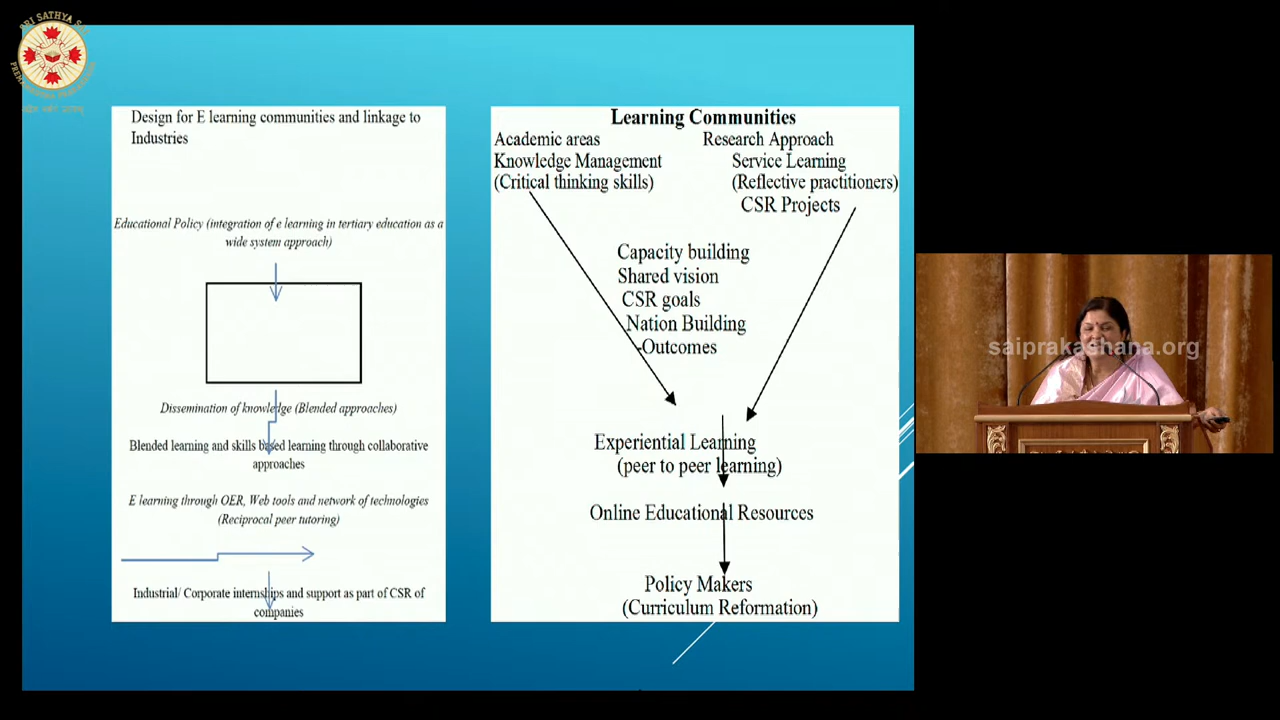 SRI SATHYA SAI
Design for E learning communities and linkage to
Industries
Educational Policy (integration of e learning in tertiary education as a
wide system approach)
Dissemination of knowledge (Blended approaches)
Blended learning and skills based learning through collaborative
approaches
E learning through OER, Web tools and network of technologies
(Reciprocal peer tutoring)
Industrial/ Corporate internships and support as part of CSR of
companies
Learning Communities
Academic areas
Research Approach
Knowledge Management
Service Learning
(Critical thinking skills)
(Reflective practitioners)
CSR Projects
Capacity building
Shared vision
CSR goals
Nation Building
-Outcomes
Experiential Learning
(peer to peer learning)
Online Educational Resources
Policy Makers
(Curriculum Reformation)
saiprakashana.org